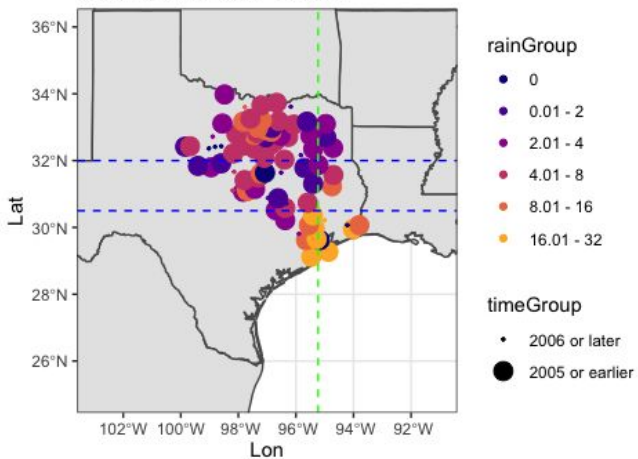 36°N
34°N
32°N
30°N
28°N
26°N
Lat
102°W 100°W 98°W 96°W 94°W 92°W
Lon
rainGroup
0
0.01 - 2
2.01 - 4
4.01 - 8
8.01 - 16
16.01 - 32
timeGroup
2006 or later
2005 or earlier